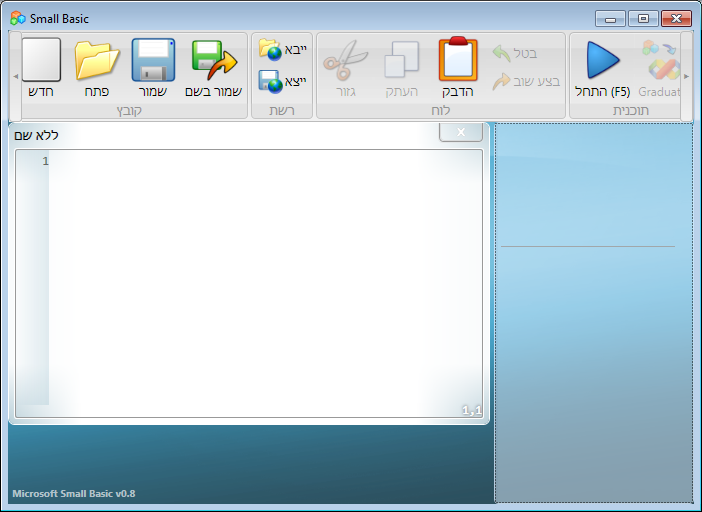 Small Basic
חדש
פתח
שמור
שמור בשם
קובץ
ייבא
ייצא
רשת
גזור
העתק
הדבק
בטל
בצע שוב
לוח
התחל (F5)
Graduat
תוכנית
ללא שם
1
1,1
Microsoft Small Basic v0.8